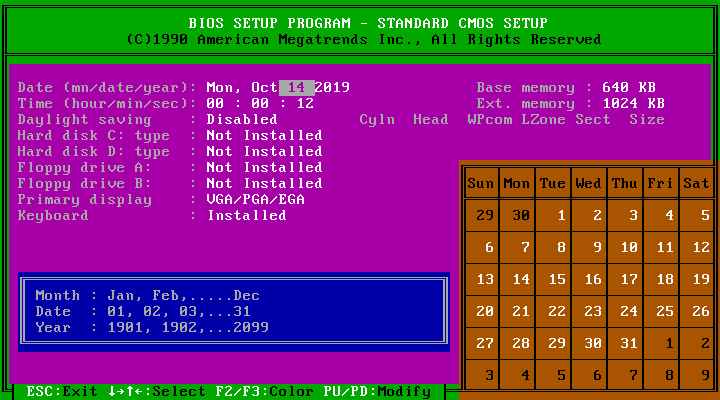 BIOS SETUP PROGRAM - STANDARD CMOS SETUP
(C)1990 American Megatrends Inc., All Rights Reserved
Date (mn/date/year): Mon, Oct 14 2019 Base memory : 640 KB
Time (hour/min/sec): 00 : 00 : 12 Ext. memory : 1024 KB
Daylight saving : Disabled Cyln Head WPcom LZone Sect Size
Hard disk C: type : Not Installed
Hard disk D: type : Not Installed
Floppy drive A: : Not Installed
Floppy drive B: : Not Installed
Primary display : VGA/PGA/EGA
Keyboard : Installed
Sun Mon Tue Wed Thu Fri Sat
29 30 1 2 3 4 5
6 7 8 9 10 11 12
13 14 15 16 17 18 19
20 21 22 23 24 25 26
27 28 29 30 31 1 2
3 4 5 6 7 8 9
Month : Jan, Feb,.....Dec
Date : 01, 02, 03,...31
Year : 1901, 1902,...2099
ESC:Exit ↓→↑←:Select F2/F3:Color PU/PD:Modify